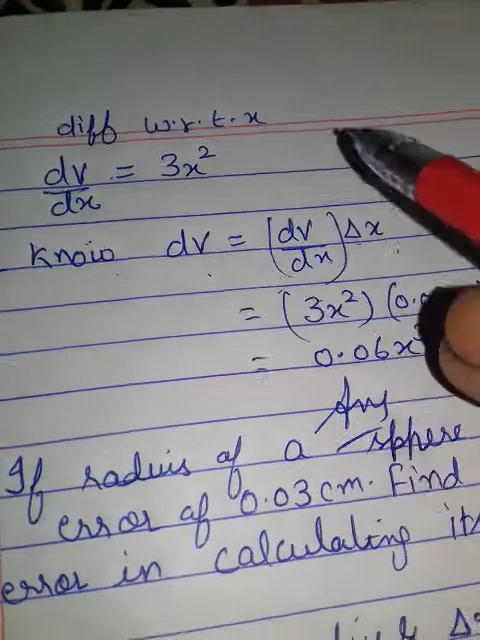 diff w.r.t. x
dv/dx = 3x²
know dv = (dv/dx) Δx
= (3x²) (0.
= 0.06x
Ans
If radius of a sphere
error of 0.03 cm. Find
error in calculating its
Δ